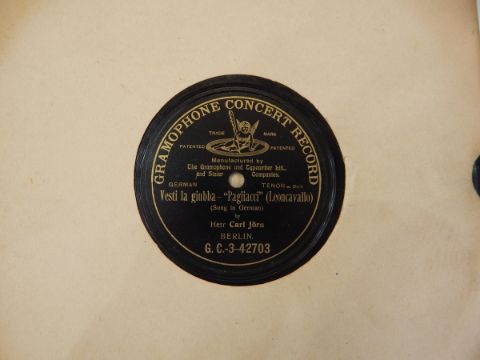 GRAMOPHONE CONCERT RECORD
TRADE MARK
PATENTED PATENTED
Manufactured by
The Gramophone and Typewriter Ltd.,
and Sister Companies.
GERMAN TENOR
Vesti la giubba - "Pagliacci" (Leoncavallo)
(Sung in German)
by
Herr Carl Jörn
BERLIN.
G. C.-3-42703